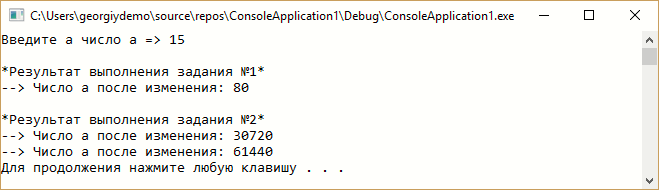 C:\Users\georgiydemo\source\repos\ConsoleApplication1\Debug\ConsoleApplication1.exe
Введите а число а => 15
*Результат выполнения задания №1*
--> Число а после изменения: 80
*Результат выполнения задания №2*
--> Число а после изменения: 30720
--> Число а после изменения: 61440
Для продолжения нажмите любую клавишу . . .